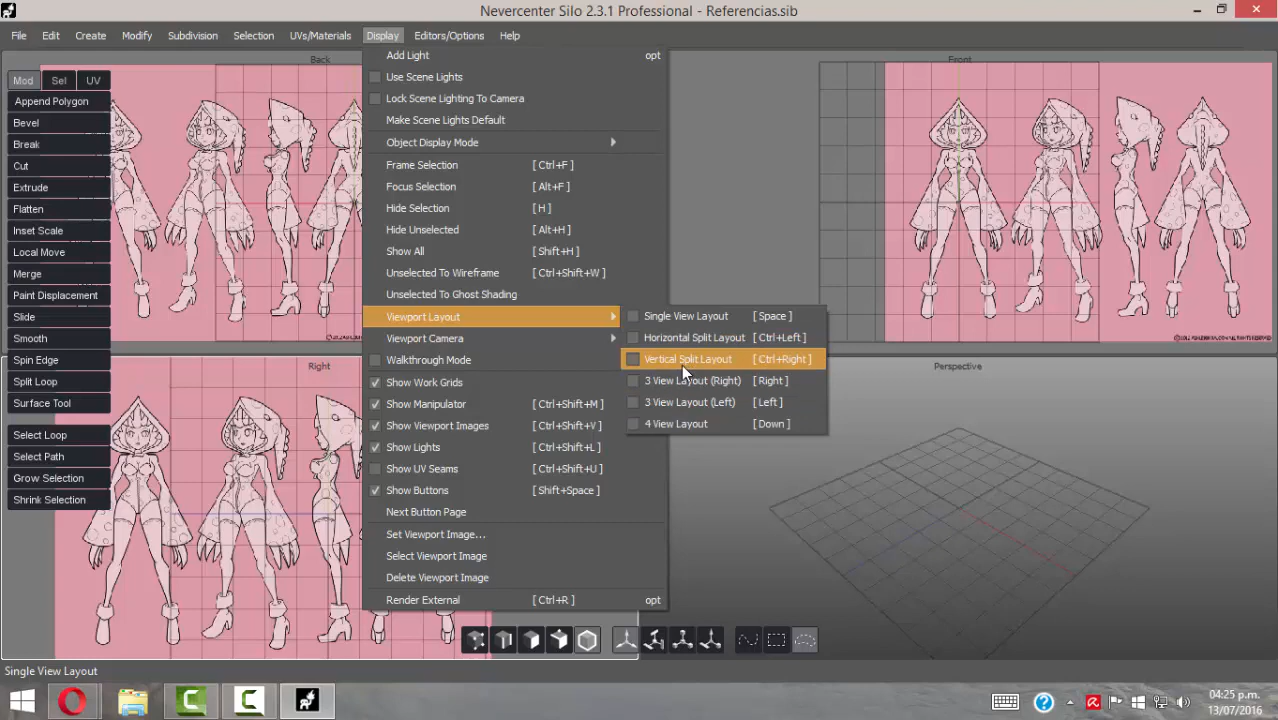 Nevercenter Silo 2.3.1 Professional - Referencias.sib
File Edit Create Modify Subdivision Selection UVs/Materials Display Editors/Options Help
Back
Front
Mod Sel UV
Append Polygon
Bevel
Break
Cut
Extrude
Flatten
Inset Scale
Local Move
Merge
Paint Displacement
Slide
Smooth
Spin Edge
Split Loop
Surface Tool
Select Loop
Select Path
Grow Selection
Shrink Selection
Add Light opt
Use Scene Lights
Lock Scene Lighting To Camera
Make Scene Lights Default
Object Display Mode
Frame Selection [ Ctrl+F ]
Focus Selection [ Alt+F ]
Hide Selection [ H ]
Hide Unselected [ Alt+H ]
Show All [ Shift+H ]
Unselected To Wireframe [ Ctrl+Shift+W ]
Unselected To Ghost Shading
Viewport Layout
Viewport Camera
Walkthrough Mode
Show Work Grids
Show Manipulator [ Ctrl+Shift+M ]
Show Viewport Images [ Ctrl+Shift+V ]
Show Lights [ Ctrl+Shift+L ]
Show UV Seams [ Ctrl+Shift+U ]
Show Buttons [ Shift+Space ]
Next Button Page
Set Viewport Image...
Select Viewport Image
Delete Viewport Image
Render External [ Ctrl+R ] opt
Single View Layout [ Space ]
Horizontal Split Layout [ Ctrl+Left ]
Vertical Split Layout [ Ctrl+Right ]
3 View Layout (Right) [ Right ]
3 View Layout (Left) [ Left ]
4 View Layout [ Down ]
Right
Perspective
Single View Layout
04:25 p.m.
13/07/2016